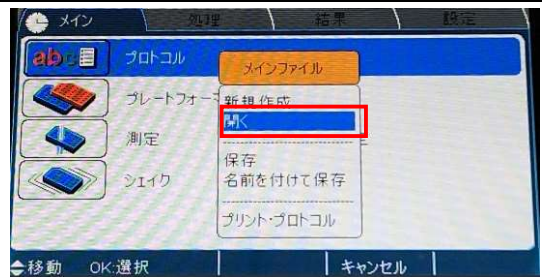 メイン 処理 結果 設定
abc プロトコル
メインファイル
プレートフォーマ
新規作成
開く
測定
保存
シェイク
名前を付けて保存
プリント・プロトコル
移動 OK:選択 キャンセル